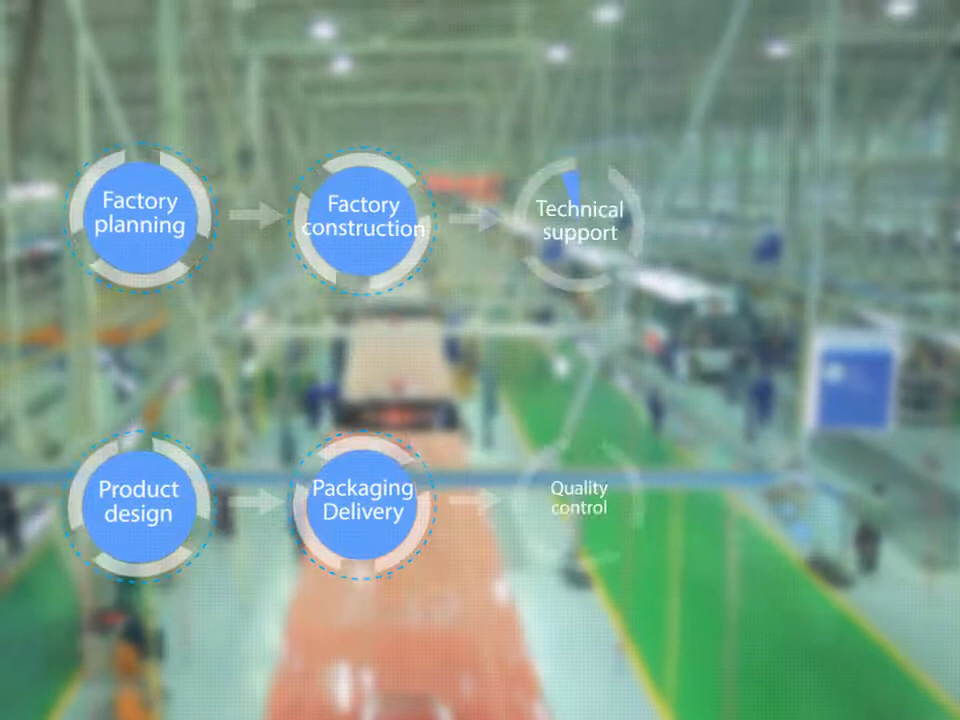 Factory
planning
Factory
construction
Technical
support
Product
design
Packaging
Delivery
Quality
control